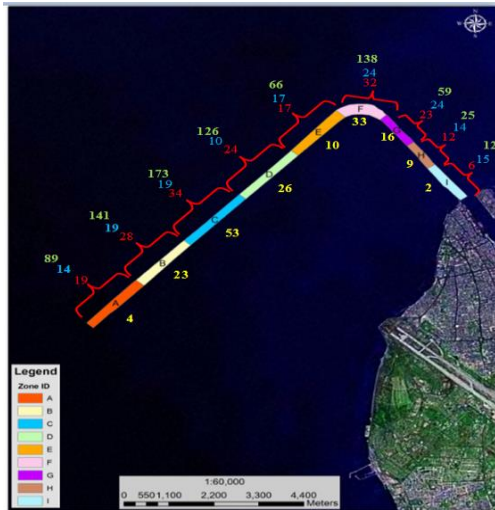 138
24
32
66
17
17
59
24
23
F
33
G
16
25
14
12
126
10
24
E
10
12
15
6
H
9
173
19
34
D
26
I
2
141
19
28
C
53
89
14
19
B
23
A
4
Legend
Zone ID
A
B
C
D
E
F
G
H
I
1:60,000
0 550 1,100 2,200 3,300 4,400
Meters